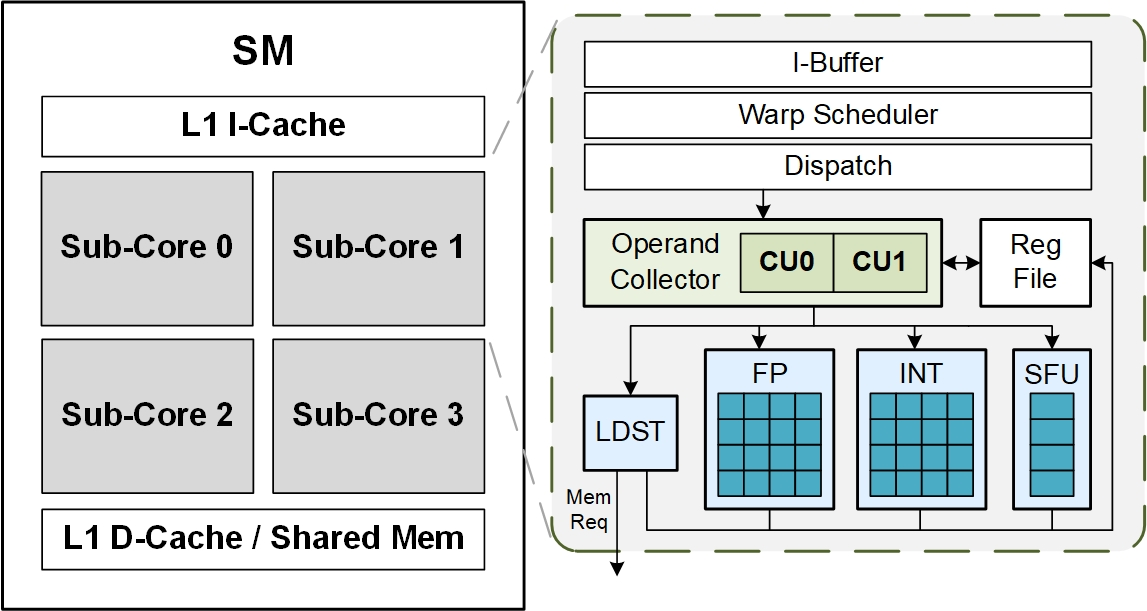 SM
L1 I-Cache
Sub-Core 0
Sub-Core 1
Sub-Core 2
Sub-Core 3
L1 D-Cache / Shared Mem
I-Buffer
Warp Scheduler
Dispatch
Operand
Collector
CU0
CU1
Reg
File
LDST
FP
INT
SFU
Mem
Req